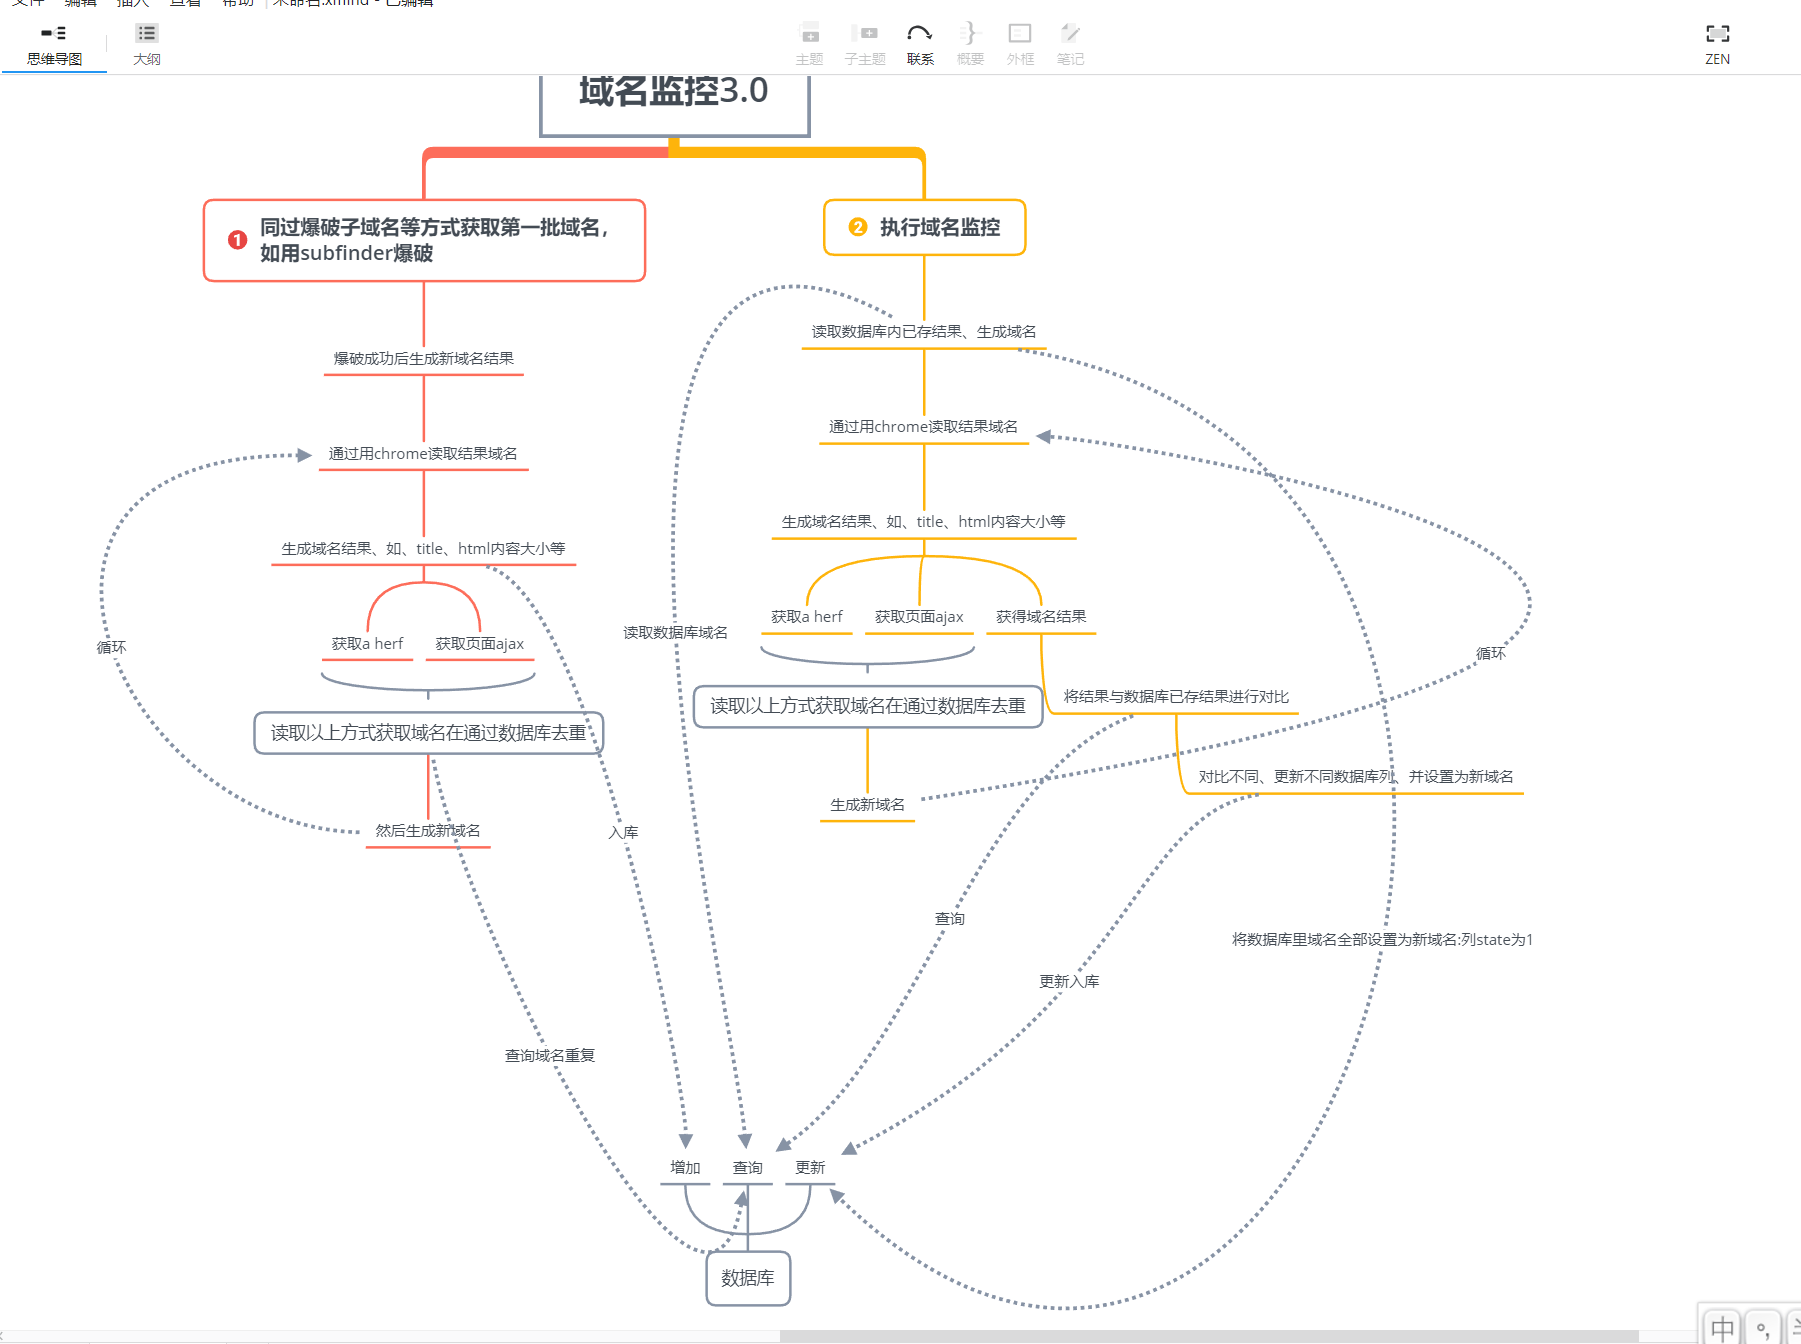 文件 编辑 插入 查看 帮助 未命名.xmind - 已编辑
思维导图
大纲
主题
子主题
联系
概要
外框
笔记
ZEN
域名监控3.0
1
同过爆破子域名等方式获取第一批域名，
如用subfinder爆破
2
执行域名监控
读取数据库内已存结果、生成域名
爆破成功后生成新域名结果
通过用chrome读取结果域名
通过用chrome读取结果域名
生成域名结果、如、title、html内容大小等
生成域名结果、如、title、html内容大小等
获取a herf
获取页面ajax
获得域名结果
获取a herf
获取页面ajax
读取数据库域名
循环
循环
将结果与数据库已存结果进行对比
读取以上方式获取域名在通过数据库去重
读取以上方式获取域名在通过数据库去重
对比不同、更新不同数据库列、并设置为新域名
生成新域名
然后生成新域名
入库
查询
将数据库里域名全部设置为新域名:列state为1
更新入库
查询域名重复
增加
查询
更新
数据库
中